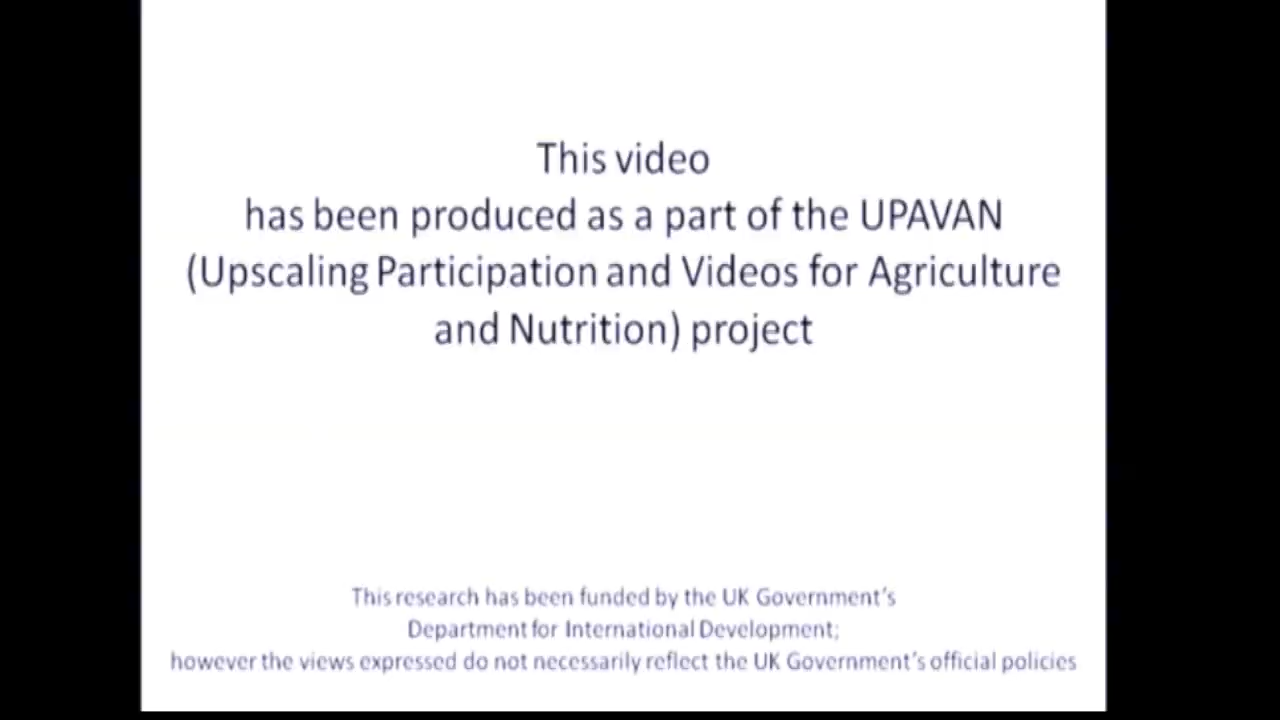 This video
has been produced as a part of the UPAVAN
(Upscaling Participation and Videos for Agriculture
and Nutrition) project
This research has been funded by the UK Government's
Department for International Development;
however the views expressed do not necessarily reflect the UK Government's official policies